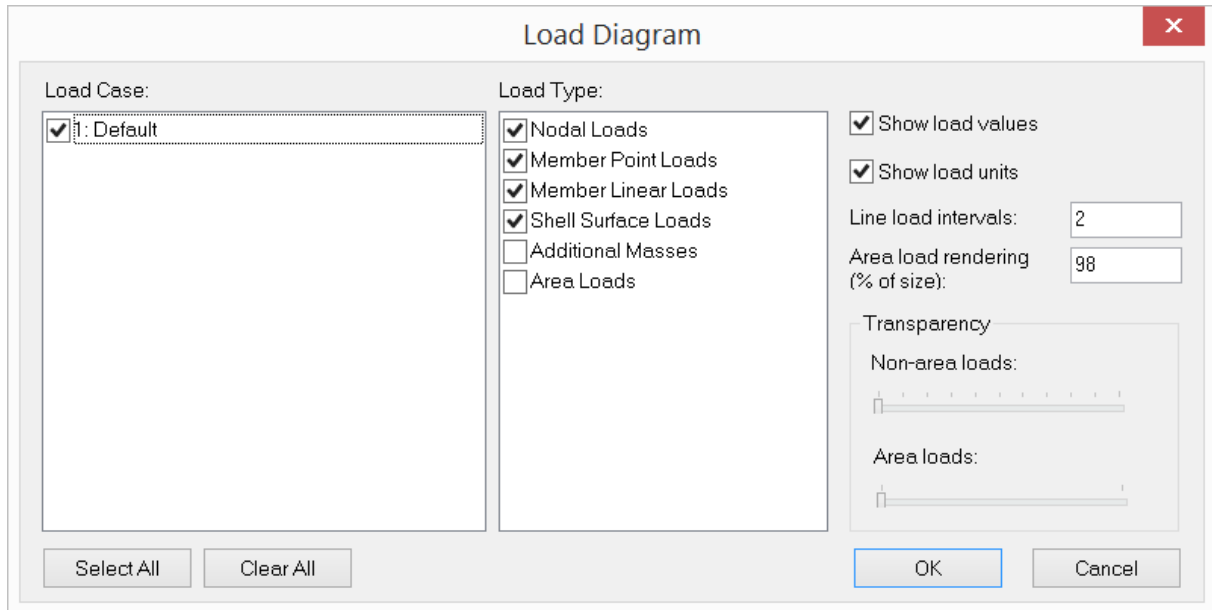 Load Diagram
Load Case:
1: Default
Load Type:
Nodal Loads
Member Point Loads
Member Linear Loads
Shell Surface Loads
Additional Masses
Area Loads
Show load values
Show load units
Line load intervals:
2
Area load rendering
(% of size):
98
Transparency
Non-area loads:
Area loads:
Select All
Clear All
OK
Cancel